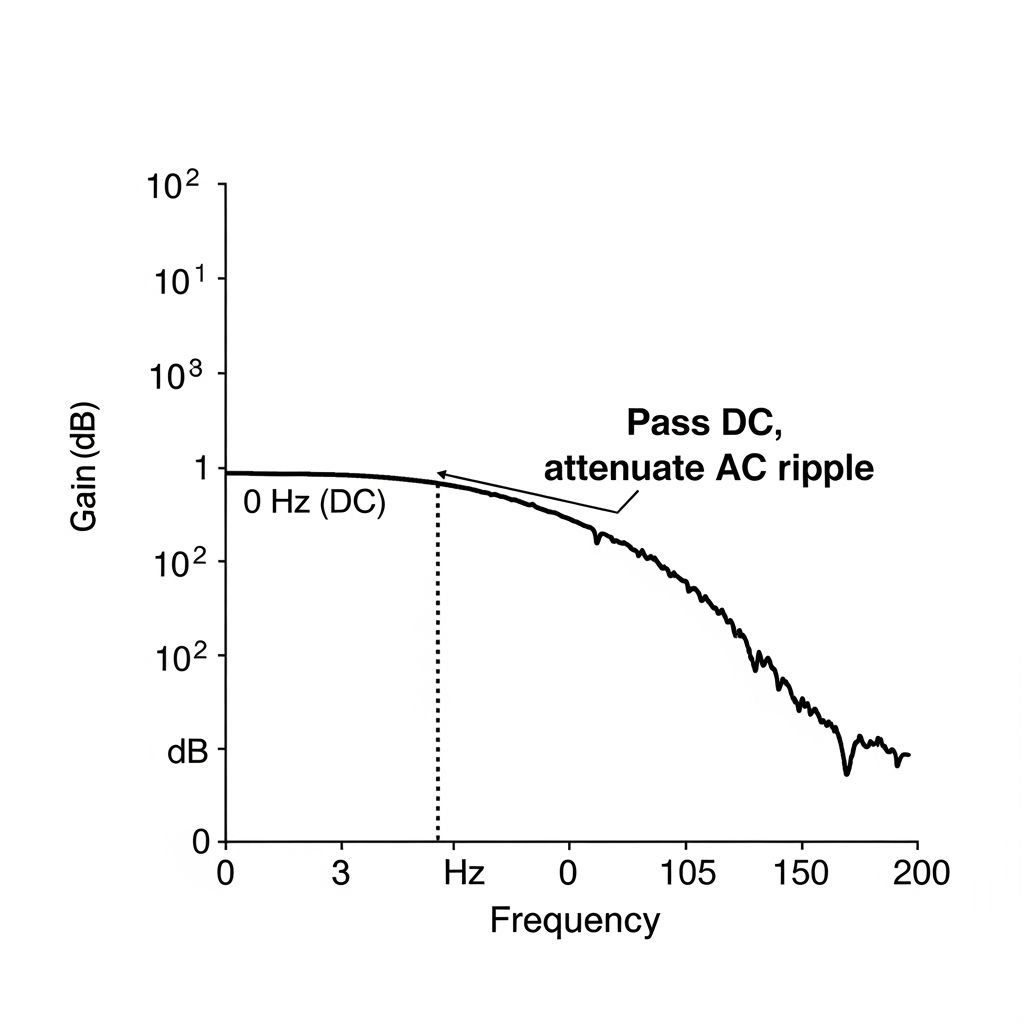 10²
10¹
10⁸
Pass DC,
attenuate AC ripple
1
0 Hz (DC)
Gain (dB)
10²
10²
dB
0
0 3 Hz 0 105 150 200
Frequency